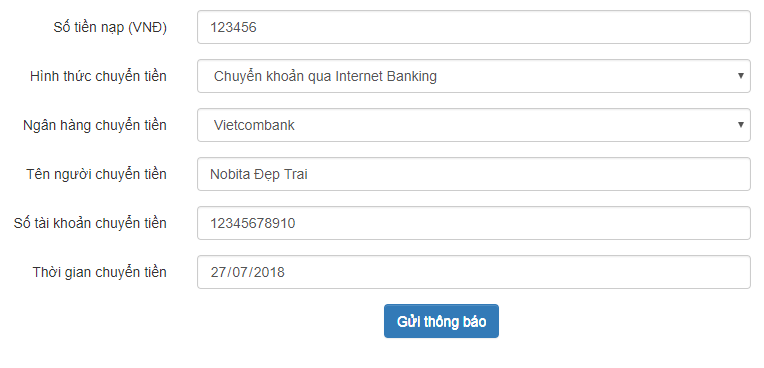 Số tiền nạp (VNĐ) 123456
Hình thức chuyển tiền Chuyển khoản qua Internet Banking
Ngân hàng chuyển tiền Vietcombank
Tên người chuyển tiền Nobita Đẹp Trai
Số tài khoản chuyển tiền 12345678910
Thời gian chuyển tiền 27/07/2018
Gửi thông báo